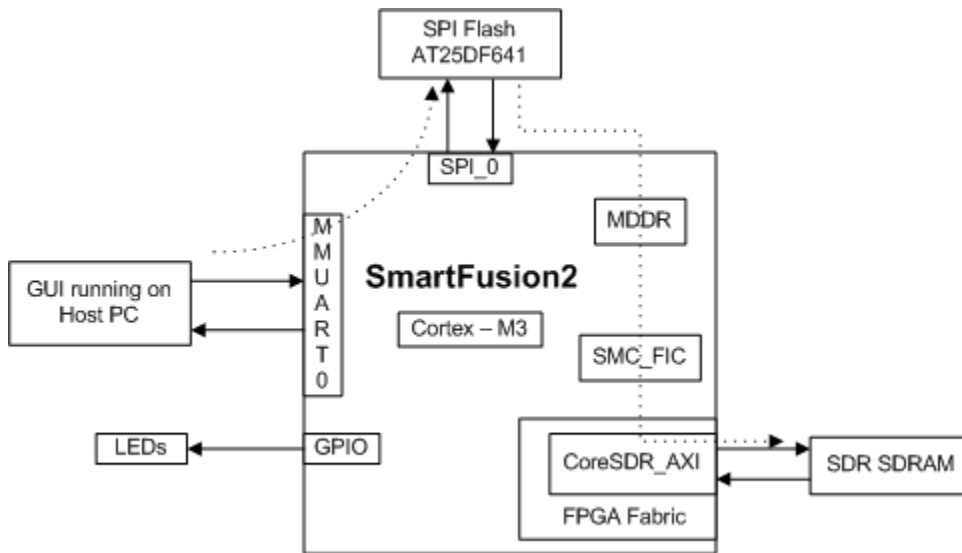 SPI Flash
AT25DF641
SPI_0
MDDR
MMUART0
SmartFusion2
GUI running on
Host PC
Cortex – M3
SMC_FIC
LEDs
GPIO
CoreSDR_AXI
SDR SDRAM
FPGA Fabric